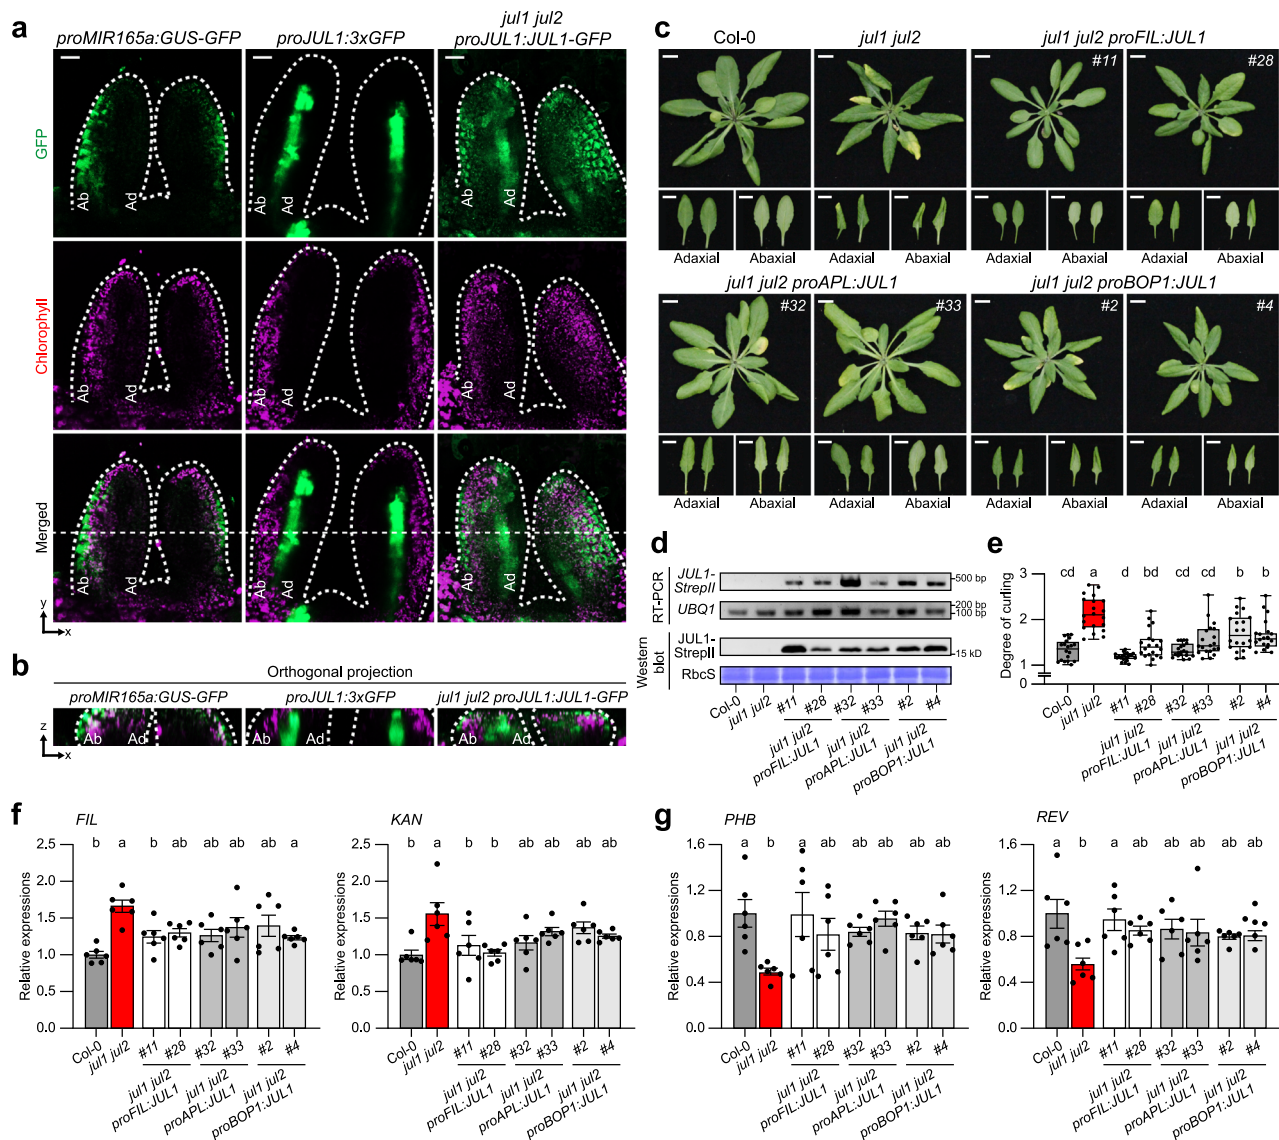 a
proMIR165a:GUS-GFP
proJUL1:3xGFP
jul1 jul2
proJUL1:JUL1-GFP
GFP
Ab
Ad
Ab
Ad
Ab
Ad
Chlorophyll
Ab
Ad
Ab
Ad
Ab
Ad
Merged
Ab
Ad
Ab
Ad
Ab
Ad
y
x
b
Orthogonal projection
proMIR165a:GUS-GFP
proJUL1:3xGFP
jul1 jul2 proJUL1:JUL1-GFP
Ab
Ad
Ab
Ad
Ab
Ad
z
x
c
Col-0
jul1 jul2
jul1 jul2 proFIL:JUL1
#11
#28
Adaxial
Abaxial
Adaxial
Abaxial
Adaxial
Abaxial
Adaxial
Abaxial
jul1 jul2 proAPL:JUL1
jul1 jul2 proBOP1:JUL1
#32
#33
#2
#4
Adaxial
Abaxial
Adaxial
Abaxial
Adaxial
Abaxial
Adaxial
Abaxial
d
RT-PCR
JUL1-
StrepII
500 bp
UBQ1
200 bp
100 bp
Western
blot
JUL1-
StrepII
15 kD
RbcS
Col-0
jul1 jul2
#11
#28
#32
#33
#2
#4
jul1 jul2
proFIL:JUL1
jul1 jul2
proAPL:JUL1
jul1 jul2
proBOP1:JUL1
e
Degree of curling
3
2
1
0
cd
a
d
bd
cd
cd
b
b
Col-0
jul1 jul2
#11
#28
#32
#33
#2
#4
jul1 jul2
proFIL:JUL1
jul1 jul2
proAPL:JUL1
jul1 jul2
proBOP1:JUL1
f
FIL
Relative expressions
2.5
2.0
1.5
1.0
0.5
0.0
b
a
b
ab
ab
ab
ab
a
Col-0
jul1 jul2
#11
#28
#32
#33
#2
#4
jul1 jul2
proFIL:JUL1
jul1 jul2
proAPL:JUL1
jul1 jul2
proBOP1:JUL1
KAN
Relative expressions
2.5
2.0
1.5
1.0
0.5
0.0
b
a
b
b
ab
ab
ab
ab
Col-0
jul1 jul2
#11
#28
#32
#33
#2
#4
jul1 jul2
proFIL:JUL1
jul1 jul2
proAPL:JUL1
jul1 jul2
proBOP1:JUL1
g
PHB
Relative expressions
1.6
1.2
0.8
0.4
0.0
a
b
a
ab
ab
ab
ab
ab
Col-0
jul1 jul2
#11
#28
#32
#33
#2
#4
jul1 jul2
proFIL:JUL1
jul1 jul2
proAPL:JUL1
jul1 jul2
proBOP1:JUL1
REV
Relative expressions
1.6
1.2
0.8
0.4
0.0
a
b
a
ab
ab
ab
ab
ab
Col-0
jul1 jul2
#11
#28
#32
#33
#2
#4
jul1 jul2
proFIL:JUL1
jul1 jul2
proAPL:JUL1
jul1 jul2
proBOP1:JUL1